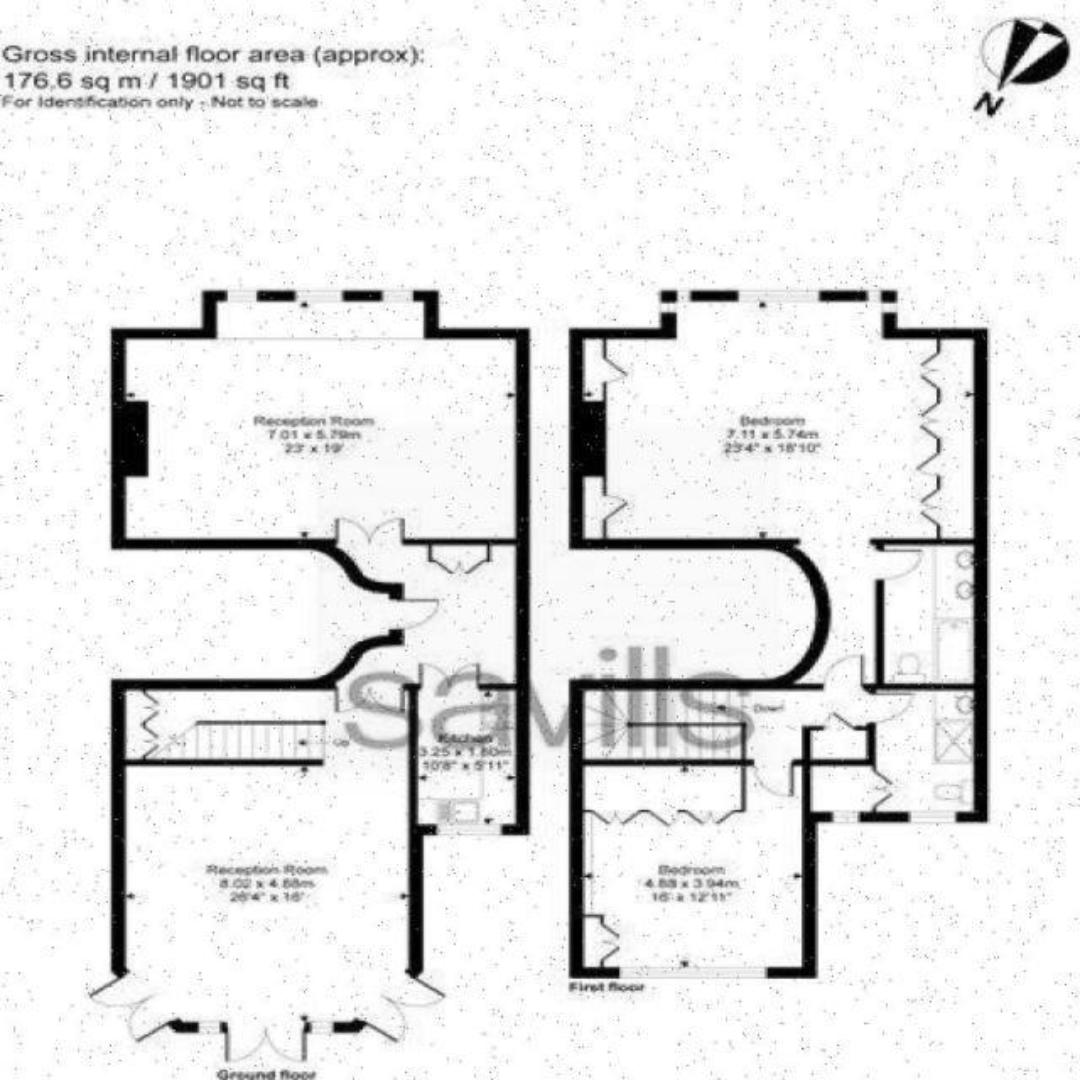 Gross internal floor area (approx):
176.6 sq m / 1901 sq ft
For Identification only - Not to scale
N
Reception Room
7.01 x 5.79m
23' x 19'
Bedroom
7.11 x 5.74m
23'4" x 18'10"
savills
Up
Down
Kitchen
3.25 x 1.80m
10'8" x 5'11"
Reception Room
8.02 x 4.88m
26'4" x 16'
Bedroom
4.88 x 3.94m
16' x 12'11"
First floor
Ground floor